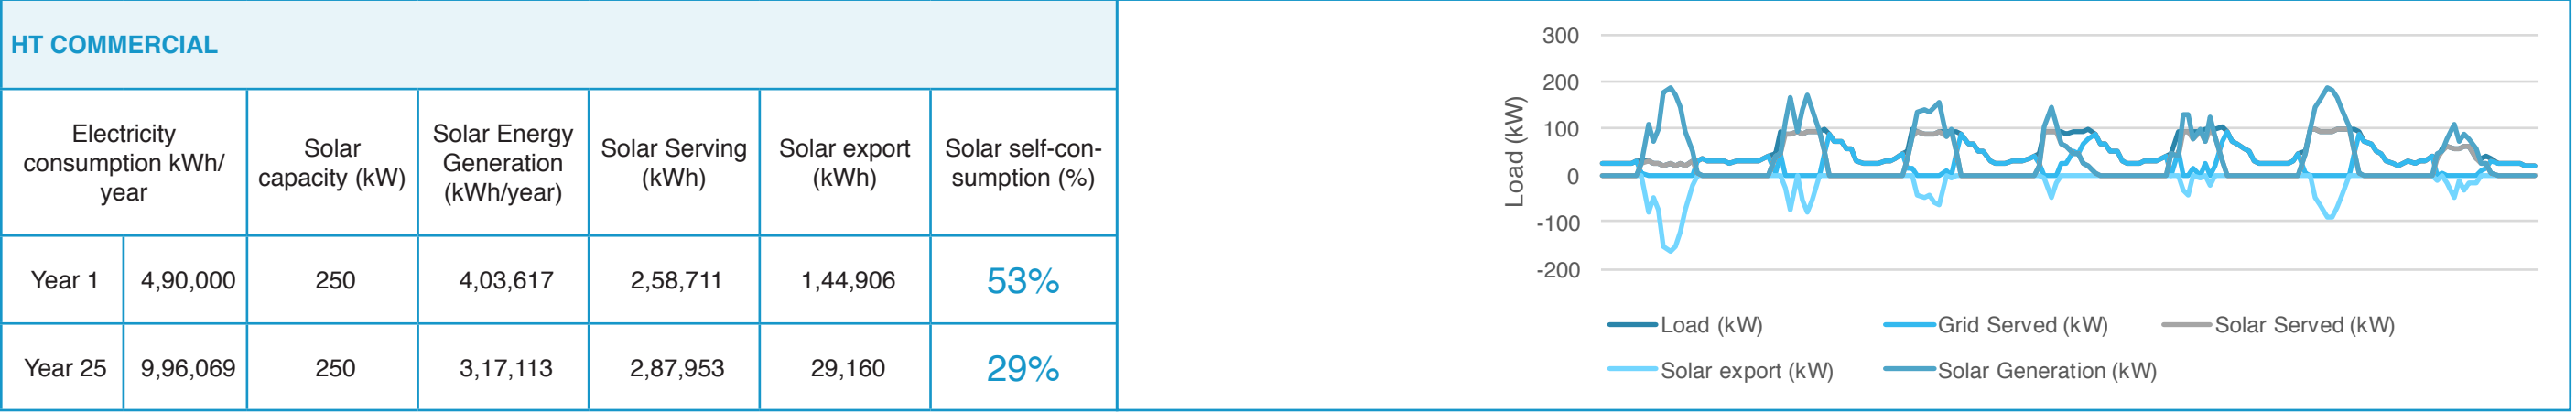 HT COMMERCIAL
Electricity
consumption kWh/
year
Solar
capacity (kW)
Solar Energy
Generation
(kWh/year)
Solar Serving
(kWh)
Solar export
(kWh)
Solar self-con-
sumption (%)
Year 1 4,90,000 250 4,03,617 2,58,711 1,44,906 53%
Year 25 9,96,069 250 3,17,113 2,87,953 29,160 29%
Load (kW)
300
200
100
0
-100
-200
Load (kW) Grid Served (kW) Solar Served (kW)
Solar export (kW) Solar Generation (kW)